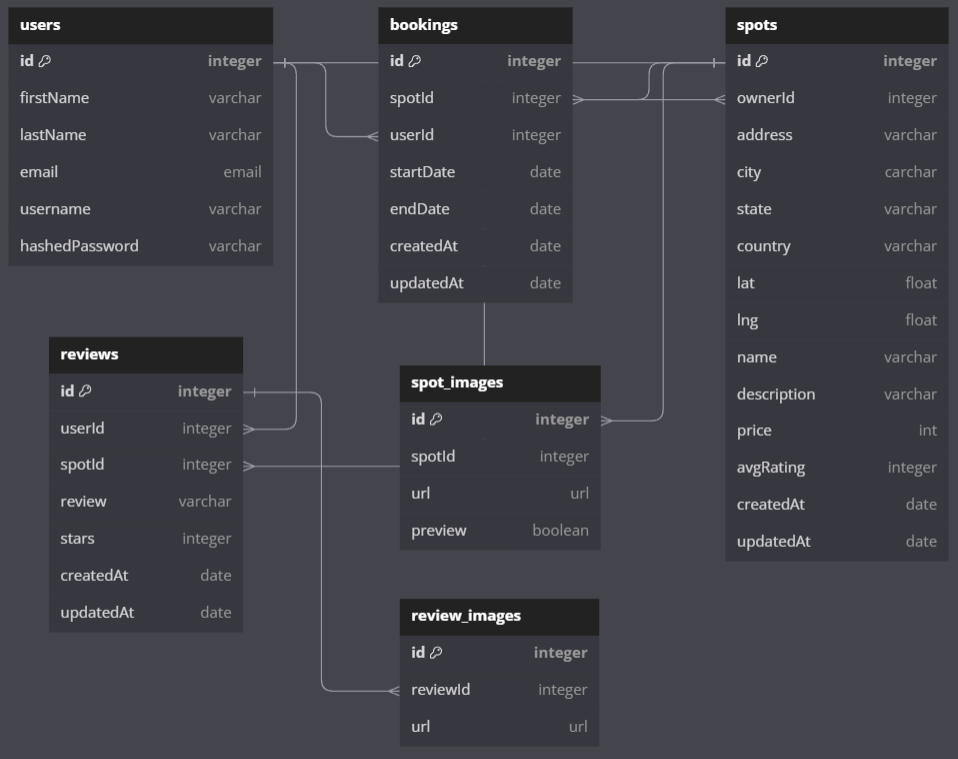 users
id integer
firstName varchar
lastName varchar
email email
username varchar
hashedPassword varchar
bookings
id integer
spotId integer
userId integer
startDate date
endDate date
createdAt date
updatedAt date
spots
id integer
ownerId integer
address varchar
city carchar
state varchar
country varchar
lat float
lng float
name varchar
description varchar
price int
avgRating integer
createdAt date
updatedAt date
reviews
id integer
userId integer
spotId integer
review varchar
stars integer
createdAt date
updatedAt date
spot_images
id integer
spotId integer
url url
preview boolean
review_images
id integer
reviewId integer
url url